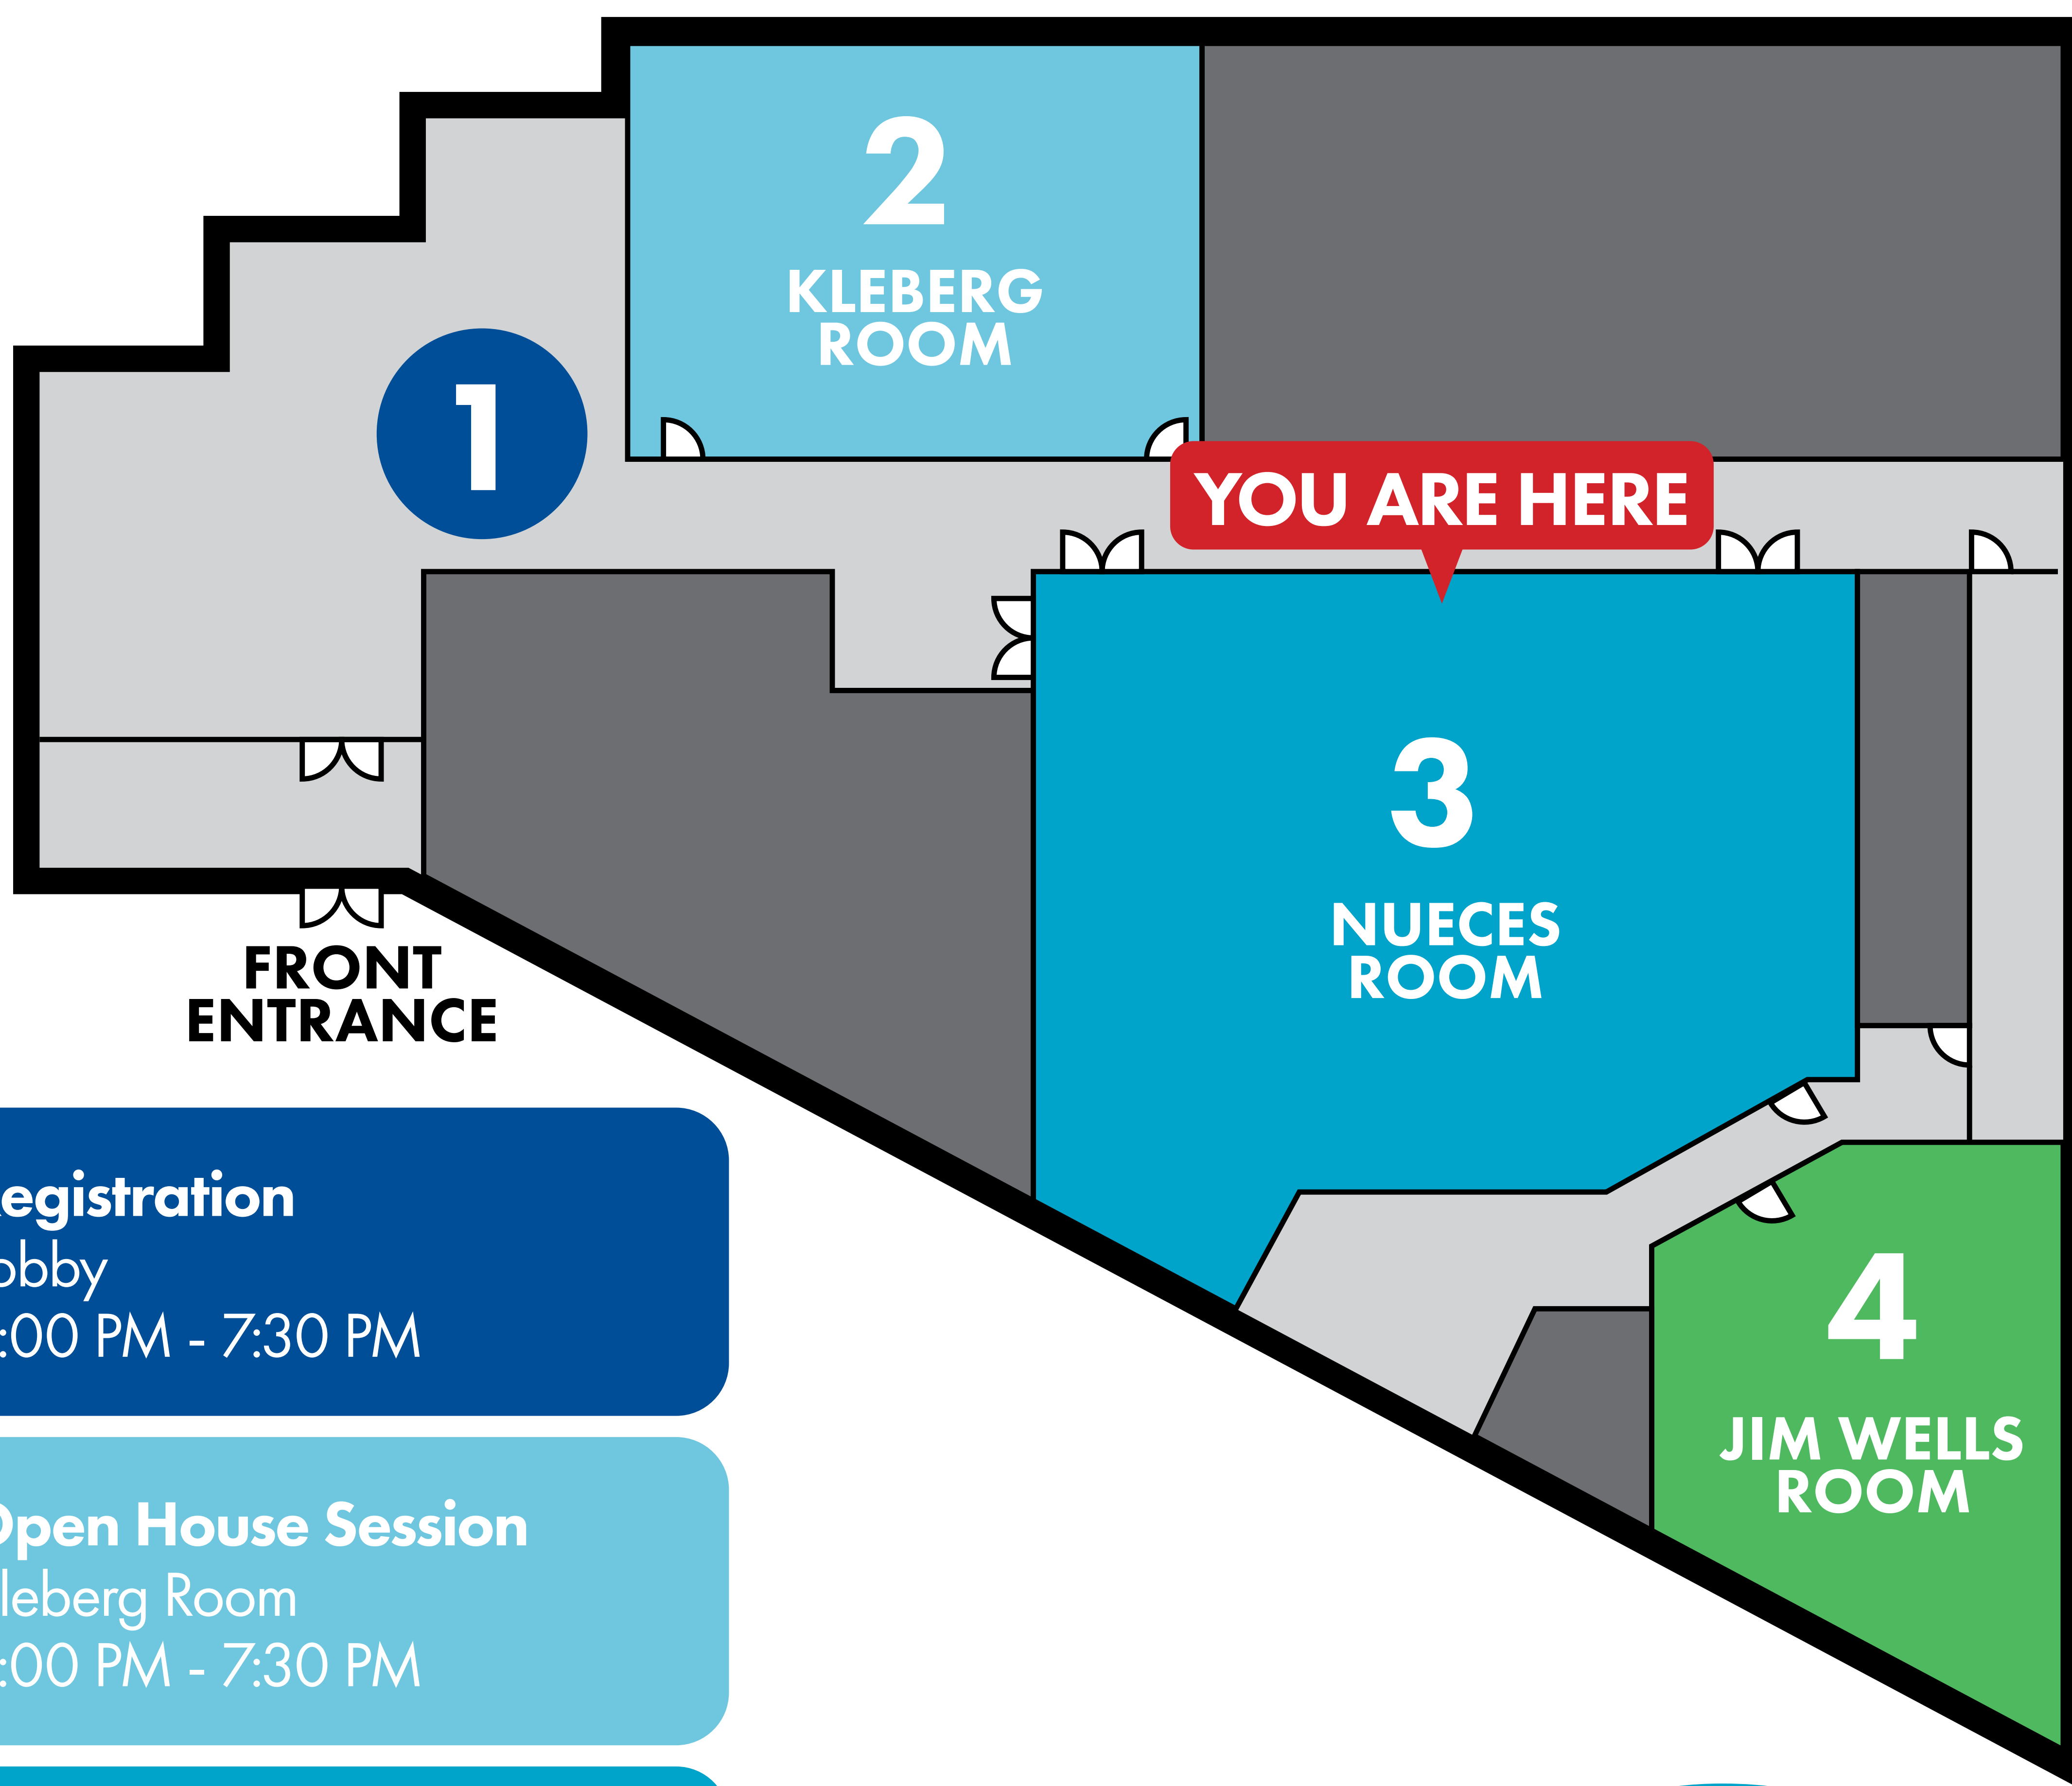 2
KLEBERG
ROOM
1
YOU ARE HERE
3
NUECES
ROOM
FRONT
ENTRANCE
4
JIM WELLS
ROOM
egistration
obby
:00 PM - 7:30 PM
Open House Session
leberg Room
:00 PM - 7:30 PM